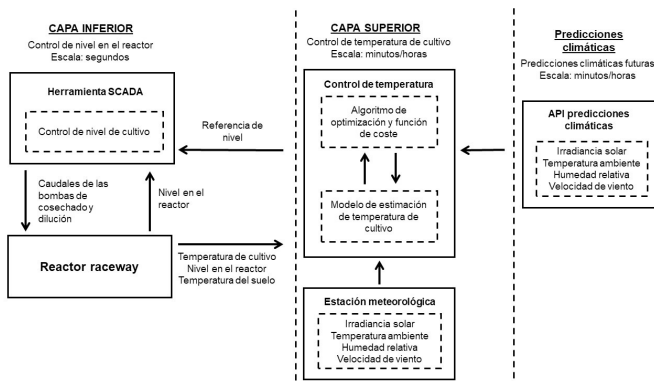 CAPA INFERIOR
Control de nivel en el reactor
Escala: segundos
Herramienta SCADA
Control de nivel de cultivo
Caudales de las
bombas de
cosechado y
dilución
Nivel en el
reactor
Reactor raceway
Referencia de
nivel
Temperatura de cultivo
Nivel en el reactor
Temperatura del suelo
CAPA SUPERIOR
Control de temperatura de cultivo
Escala: minutos/horas
Control de temperatura
Algoritmo de
optimización y función
de coste
Modelo de estimación
de temperatura de
cultivo
Estación meteorológica
Irradiancia solar
Temperatura ambiente
Humedad relativa
Velocidad de viento
Predicciones
climáticas
Predicciones climáticas futuras
Escala: minutos/horas
API predicciones
climáticas
Irradiancia solar
Temperatura ambiente
Humedad relativa
Velocidad de viento